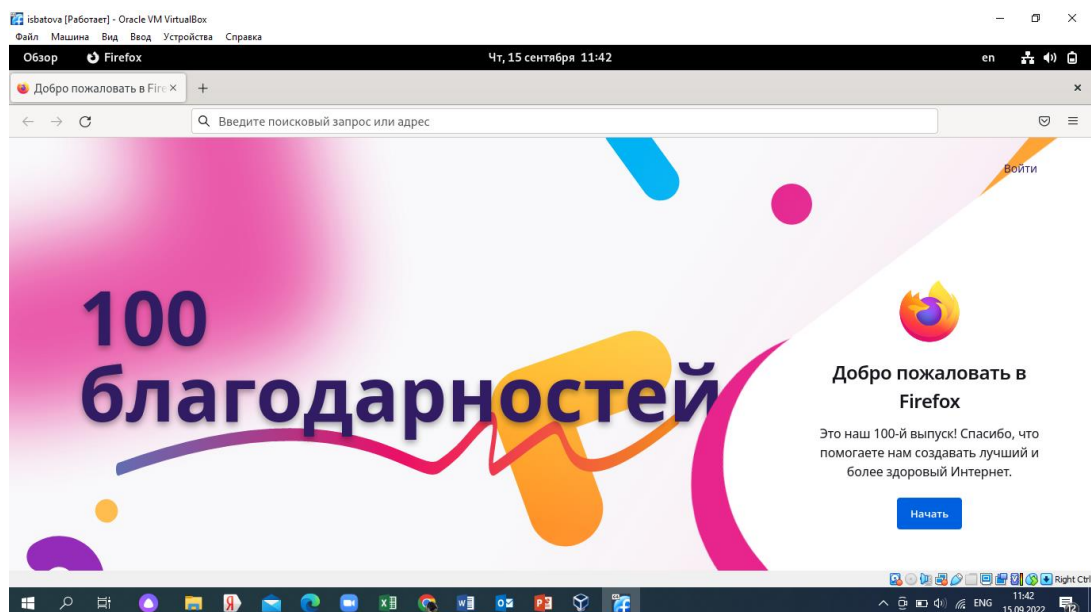 isbatova [Работает] - Oracle VM VirtualBox
Файл Машина Вид Ввод Устройства Справка
Обзор Firefox Чт, 15 сентября 11:42 en
Добро пожаловать в Fire
Введите поисковый запрос или адрес
Войти
100
благодарностей
Добро пожаловать в
Firefox
Это наш 100-й выпуск! Спасибо, что
помогаете нам создавать лучший и
более здоровый Интернет.
Начать
Right Ctrl
ENG 11:42
15.09.2022